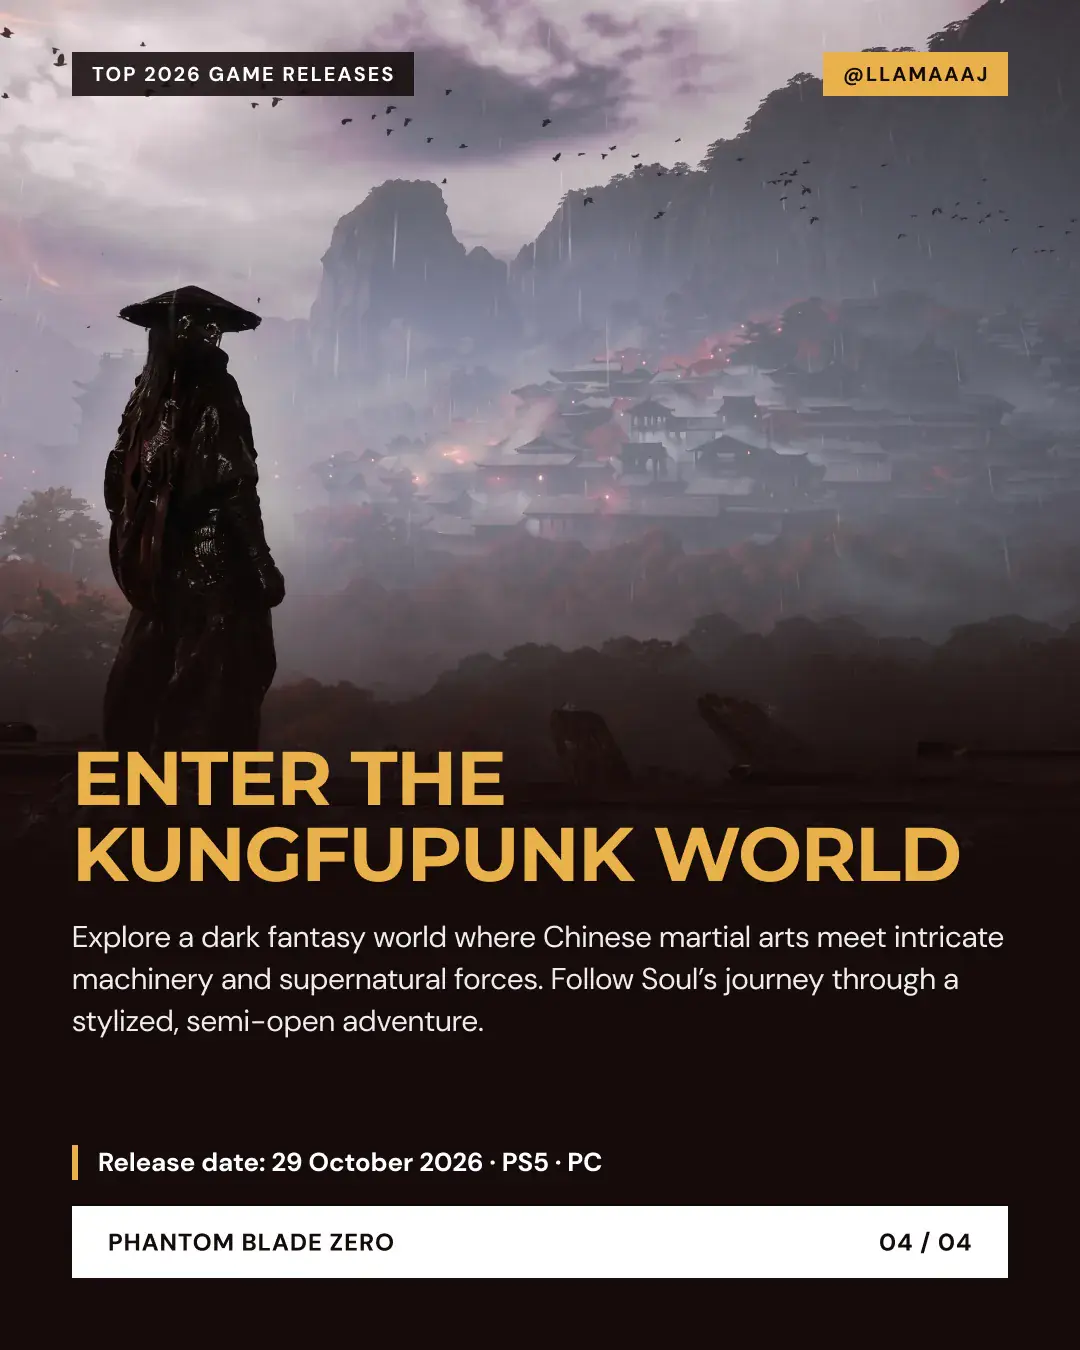 TOP 2026 GAME RELEASES
@LLAMAAAJ
ENTER THE
KUNGFUPUNK WORLD
Explore a dark fantasy world where Chinese martial arts meet intricate
machinery and supernatural forces. Follow Soul’s journey through a
stylized, semi-open adventure.
Release date: 29 October 2026 · PS5 · PC
PHANTOM BLADE ZERO
04 / 04